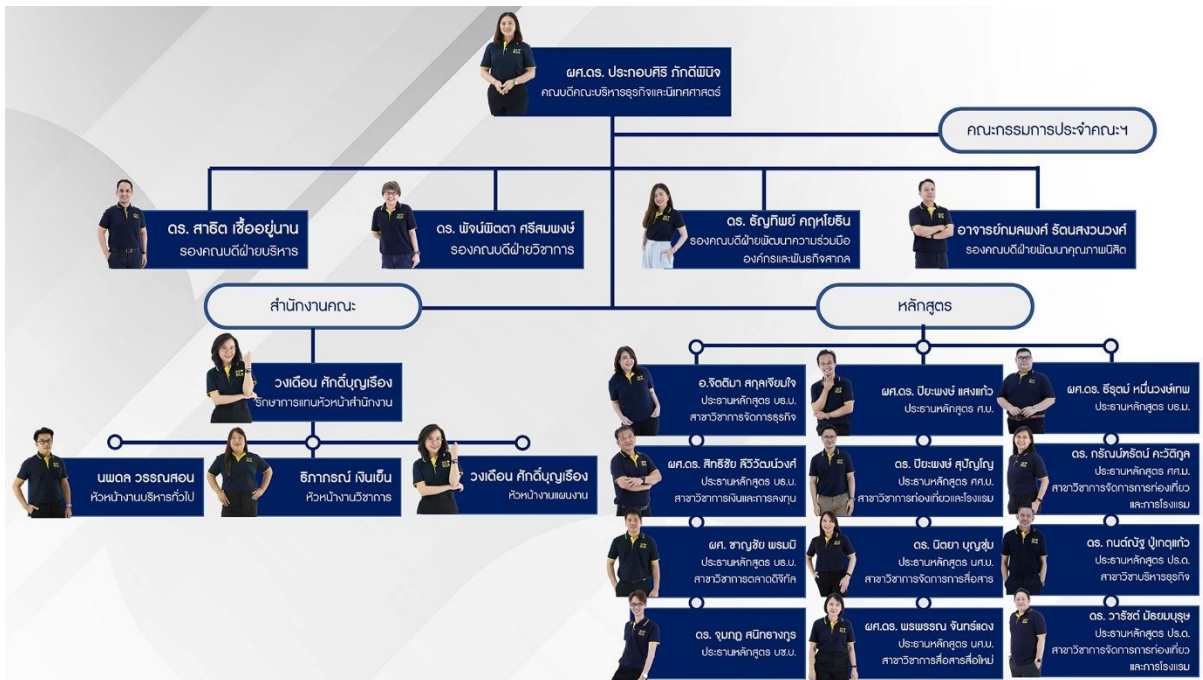 ผศ.ดร. ประกอบศิริ ภักดีพินิจ
คณบดีคณะบริหารธุรกิจและนิเทศศาสตร์
คณะกรรมการประจำคณะฯ
ดร. สาธิต เชื้ออยู่นาน
รองคณบดีฝ่ายบริหาร
ดร. พัจน์พิตตา ศรีสมพงษ์
รองคณบดีฝ่ายวิชาการ
ดร. ธัญทิพย์ คฤหโยธิน
รองคณบดีฝ่ายพัฒนาความร่วมมือ
องค์กรและพันธกิจสากล
อาจารย์กมลพงศ์ รัตนสงวนวงศ์
รองคณบดีฝ่ายพัฒนาคุณภาพนิสิต
สำนักงานคณะ
หลักสูตร
วงเดือน ศักดิ์บุญเรือง
รักษาการแทนหัวหน้าสำนักงาน
นพดล วรรณสอน
หัวหน้างานบริหารทั่วไป
ธิภาภรณ์ เงินเย็น
หัวหน้างานวิชาการ
วงเดือน ศักดิ์บุญเรือง
หัวหน้างานแผนงาน
อ.จิตติมา สกุลเจียมใจ
ประธานหลักสูตร บธ.บ.
สาขาวิชาการจัดการธุรกิจ
ผศ.ดร. ปิยะพงษ์ แสงแก้ว
ประธานหลักสูตร ศ.บ.
ผศ.ดร. ธีรุตม์ หมื่นวงษ์เทพ
ประธานหลักสูตร บธ.ม.
ผศ.ดร. สิทธิชัย ลีวิวัฒน์วงศ์
ประธานหลักสูตร บธ.บ.
สาขาวิชาการเงินและการลงทุน
ดร. ปิยะพงษ์ สุปัญโญ
ประธานหลักสูตร ศศ.บ.
สาขาวิชาการท่องเที่ยวและโรงแรม
ดร. กรัณน์หรัตน์ คะวัติกูล
ประธานหลักสูตร ศศ.ม.
สาขาวิชาการจัดการการท่องเที่ยว
และการโรงแรม
ผศ. ชาญชัย พรมมิ
ประธานหลักสูตร บธ.บ.
สาขาวิชาการตลาดดิจิทัล
ดร. นิตยา บุญชุ่ม
ประธานหลักสูตร นศ.บ.
สาขาวิชาการจัดการการสื่อสาร
ดร. กนต์ณัฐ ปู่เกตุแก้ว
ประธานหลักสูตร ปร.ด.
สาขาวิชาบริหารธุรกิจ
ดร. จุมภฏ สนิทธางกูร
ประธานหลักสูตร บช.บ.
ผศ.ดร. พรพรรณ จันทร์แดง
ประธานหลักสูตร นศ.บ.
สาขาวิชาการสื่อสารสื่อใหม่
ดร. วารัชต์ มัธยมบุรุษ
ประธานหลักสูตร ปร.ด.
สาขาวิชาการจัดการการท่องเที่ยว
และการโรงแรม